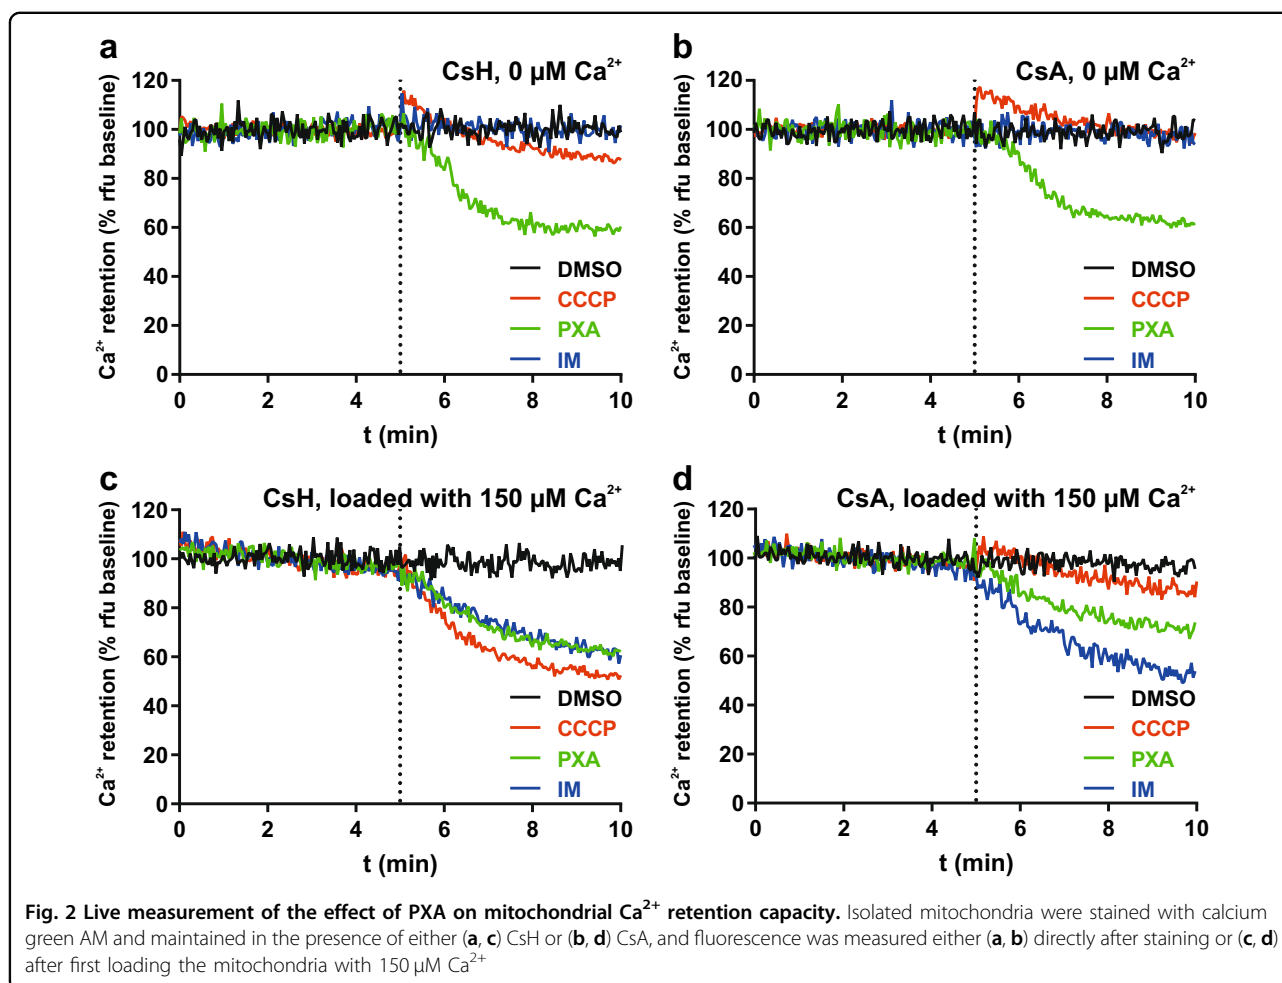 a
CsH, 0 µM Ca²⁺
Ca²⁺ retention (% rfu baseline)
120
100
80
60
40
20
0
DMSO
CCCP
PXA
IM
0 2 4 6 8 10
t (min)
b
CsA, 0 µM Ca²⁺
Ca²⁺ retention (% rfu baseline)
120
100
80
60
40
20
0
DMSO
CCCP
PXA
IM
0 2 4 6 8 10
t (min)
c
CsH, loaded with 150 µM Ca²⁺
Ca²⁺ retention (% rfu baseline)
120
100
80
60
40
20
0
DMSO
CCCP
PXA
IM
0 2 4 6 8 10
t (min)
d
CsA, loaded with 150 µM Ca²⁺
Ca²⁺ retention (% rfu baseline)
120
100
80
60
40
20
0
DMSO
CCCP
PXA
IM
0 2 4 6 8 10
t (min)
Fig. 2 Live measurement of the effect of PXA on mitochondrial Ca²⁺ retention capacity. Isolated mitochondria were stained with calcium
green AM and maintained in the presence of either (a, c) CsH or (b, d) CsA, and fluorescence was measured either (a, b) directly after staining or (c, d)
after first loading the mitochondria with 150 µM Ca²⁺